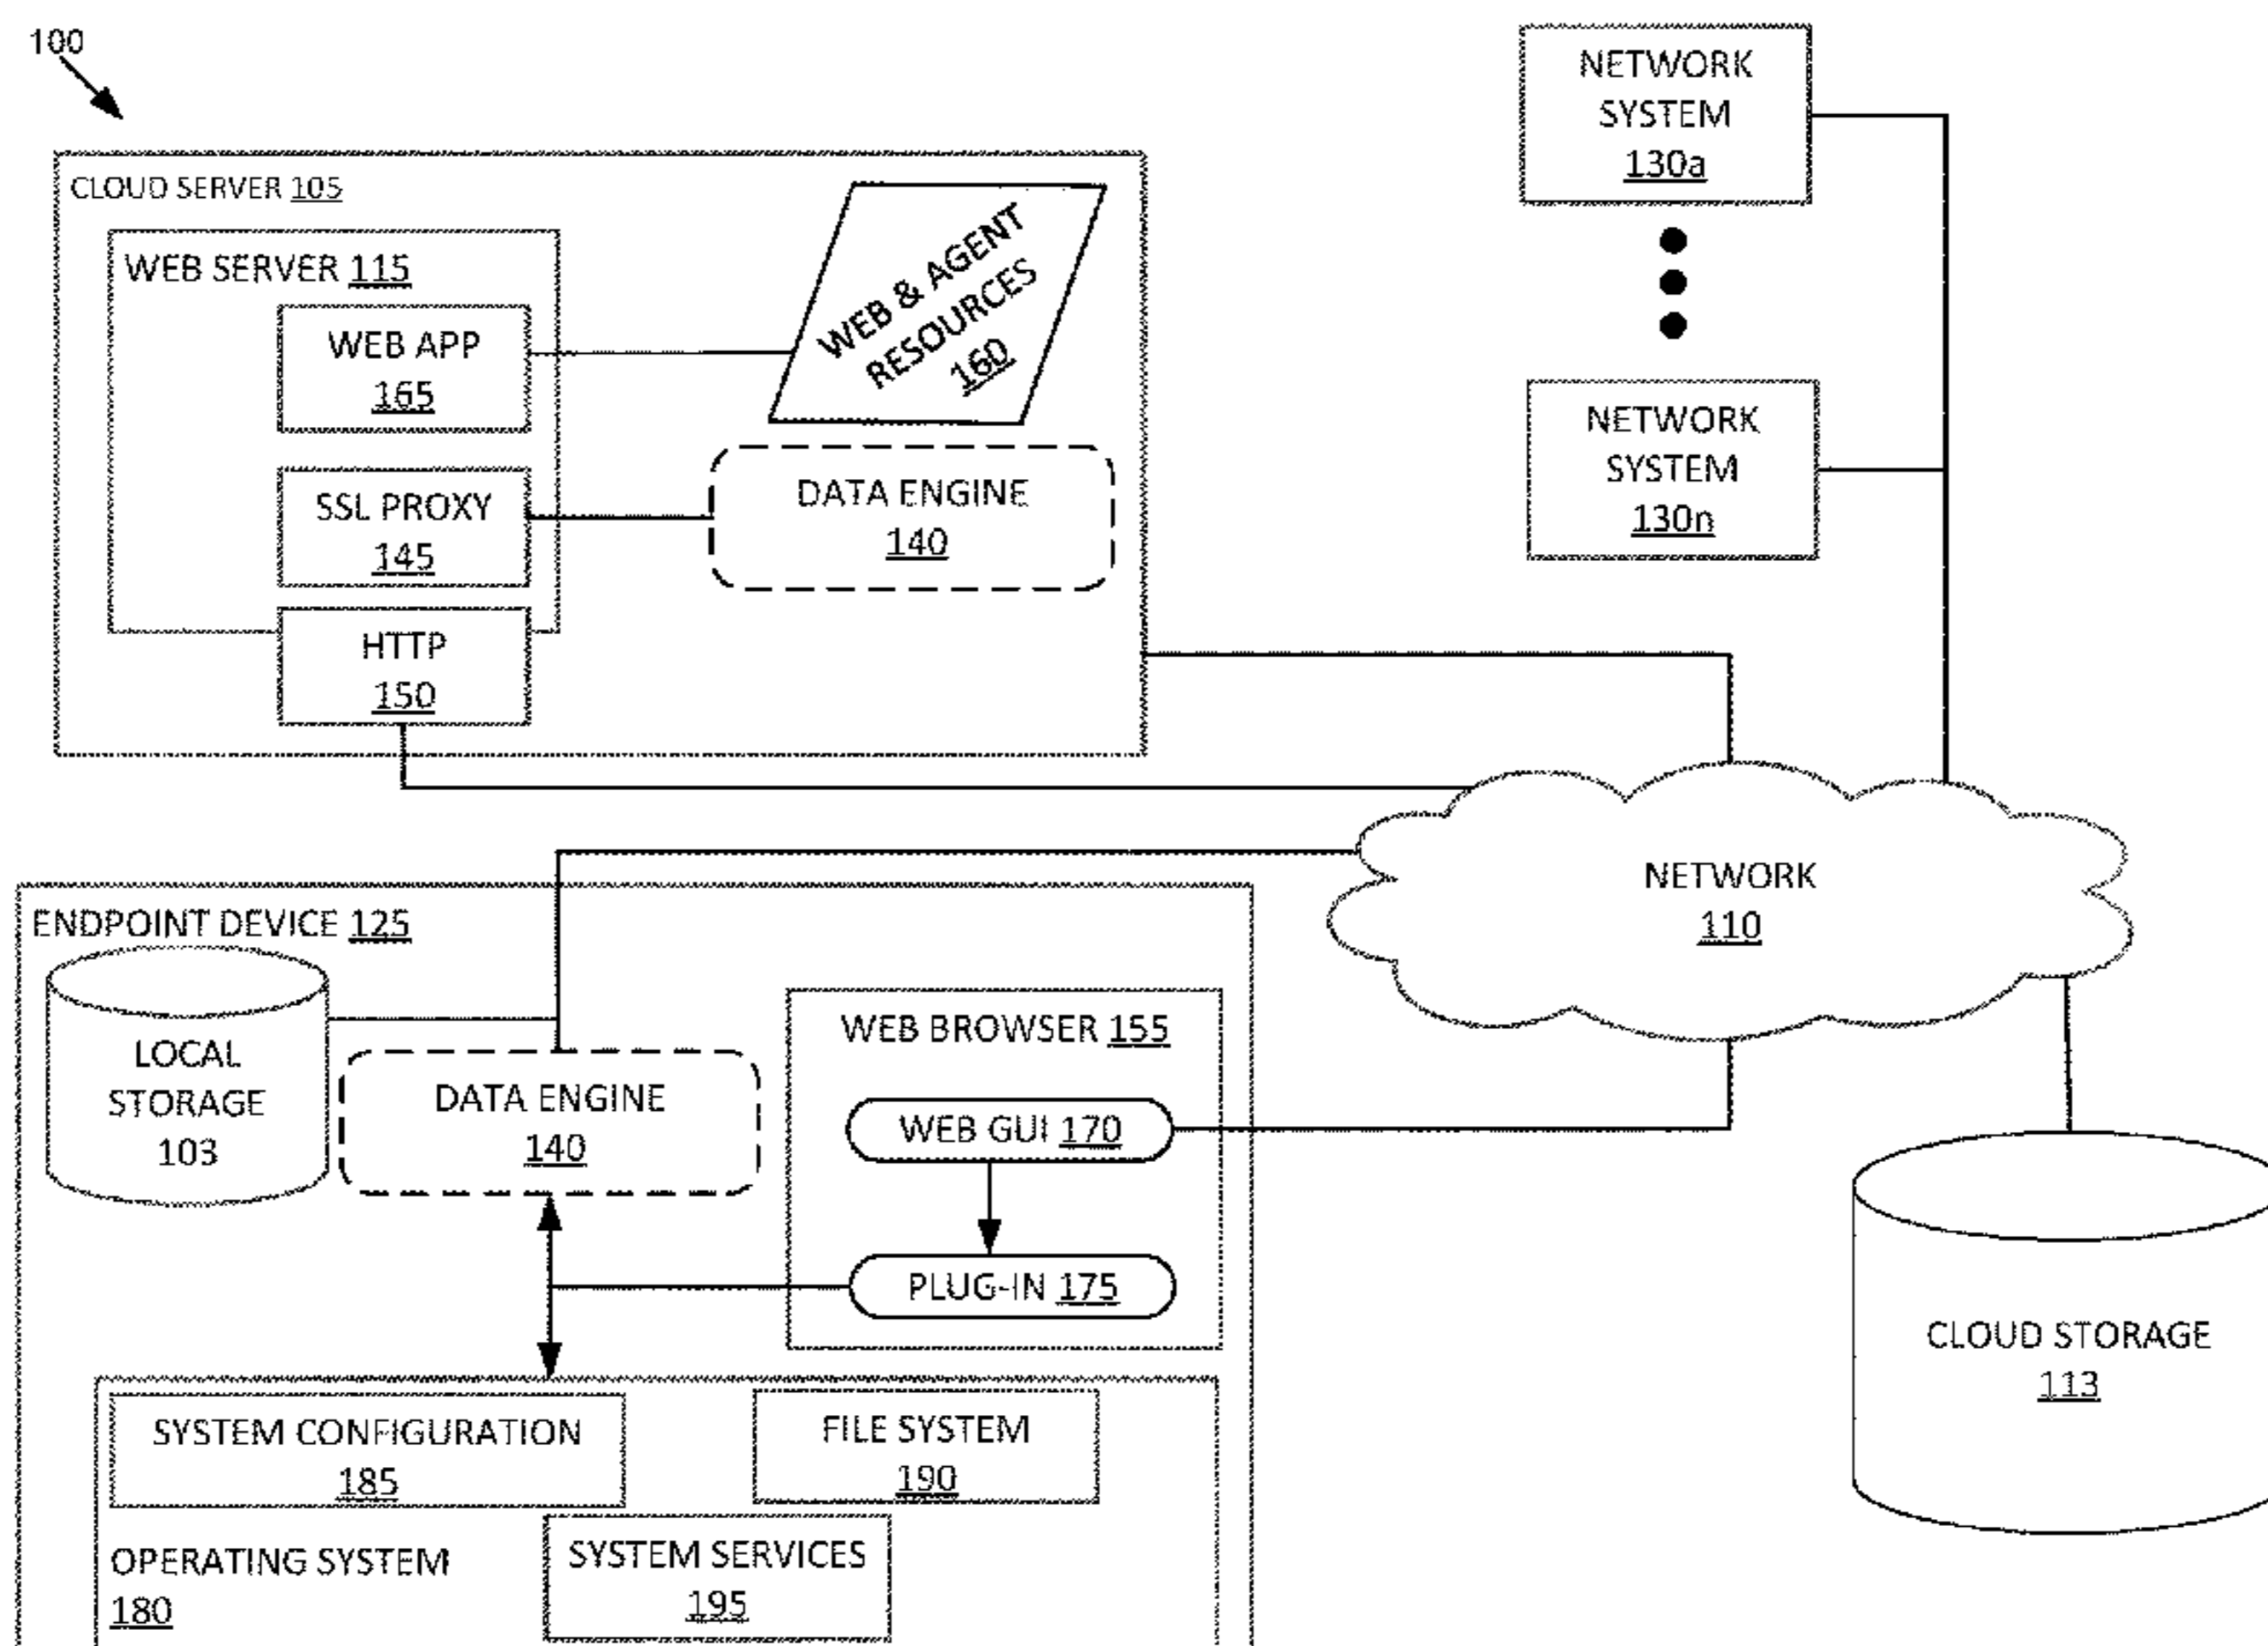 100
CLOUD SERVER 105
WEB SERVER 115
WEB APP
165
WEB & AGENT
RESOURCES
160
SSL PROXY
145
DATA ENGINE
140
HTTP
150
NETWORK
SYSTEM
130a
NETWORK
SYSTEM
130n
NETWORK
110
ENDPOINT DEVICE 125
LOCAL
STORAGE
103
DATA ENGINE
140
WEB BROWSER 155
WEB GUI 170
PLUG-IN 175
CLOUD STORAGE
113
SYSTEM CONFIGURATION
185
FILE SYSTEM
190
OPERATING SYSTEM
180
SYSTEM SERVICES
195